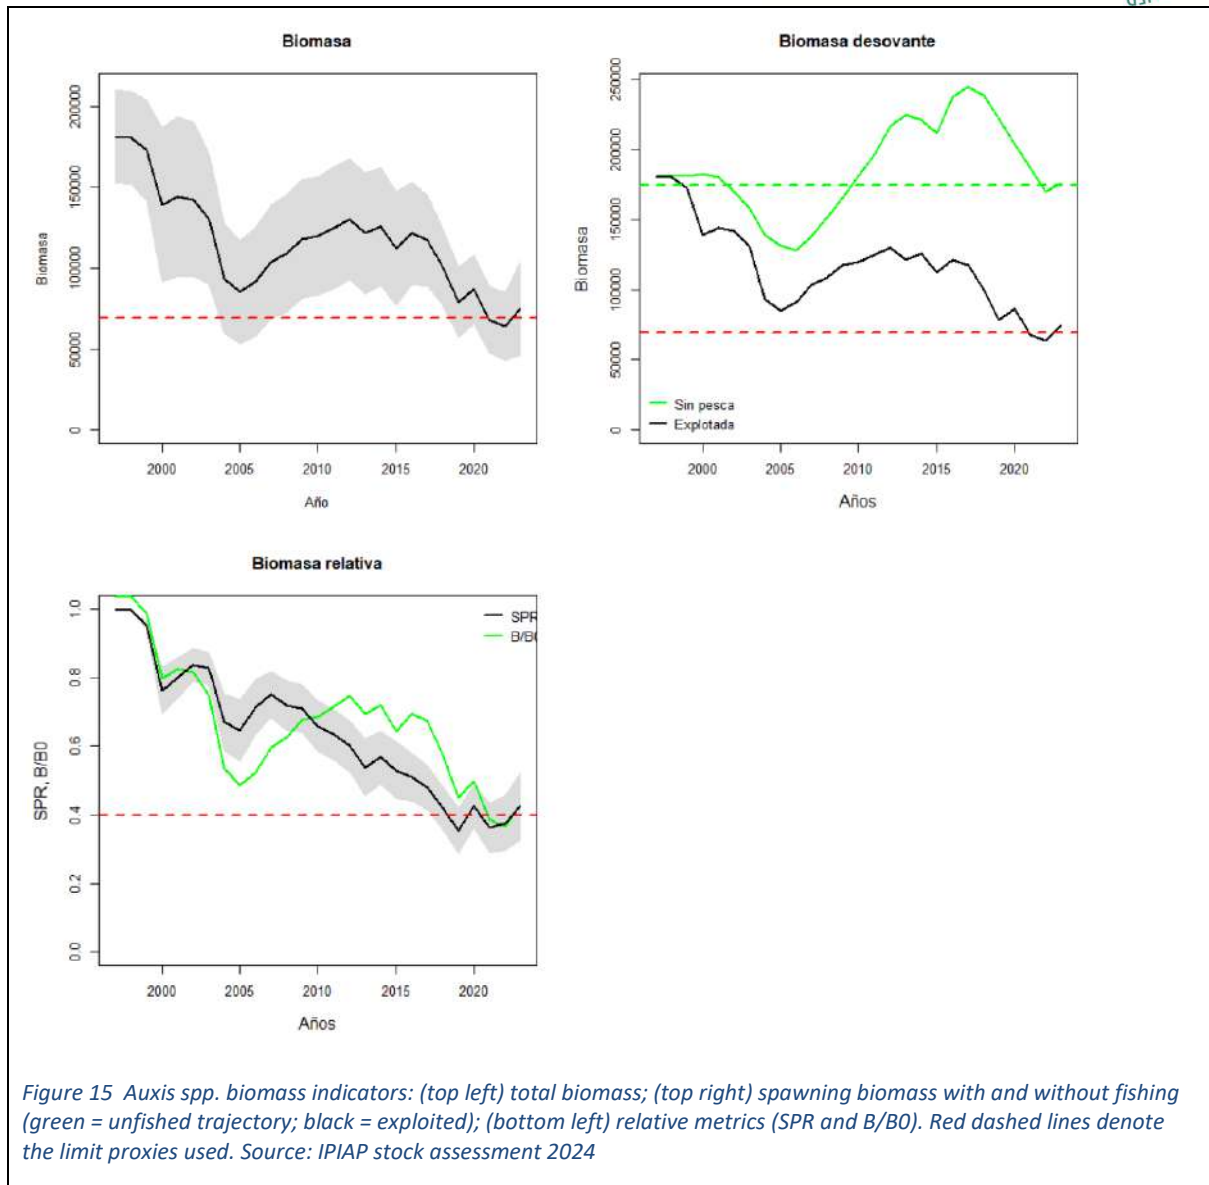 Biomasa
Biomasa
200000
150000
100000
50000
0
2000 2005 2010 2015 2020
Año
Biomasa desovante
Biomasa
250000
200000
150000
100000
50000
0
Sin pesca
Explotada
2000 2005 2010 2015 2020
Años
Biomasa relativa
SPR, B/B0
1.0
0.8
0.6
0.4
0.2
0.0
SPR
B/B0
2000 2005 2010 2015 2020
Años
Figure 15 Auxis spp. biomass indicators: (top left) total biomass; (top right) spawning biomass with and without fishing
(green = unfished trajectory; black = exploited); (bottom left) relative metrics (SPR and B/B0). Red dashed lines denote
the limit proxies used. Source: IPIAP stock assessment 2024